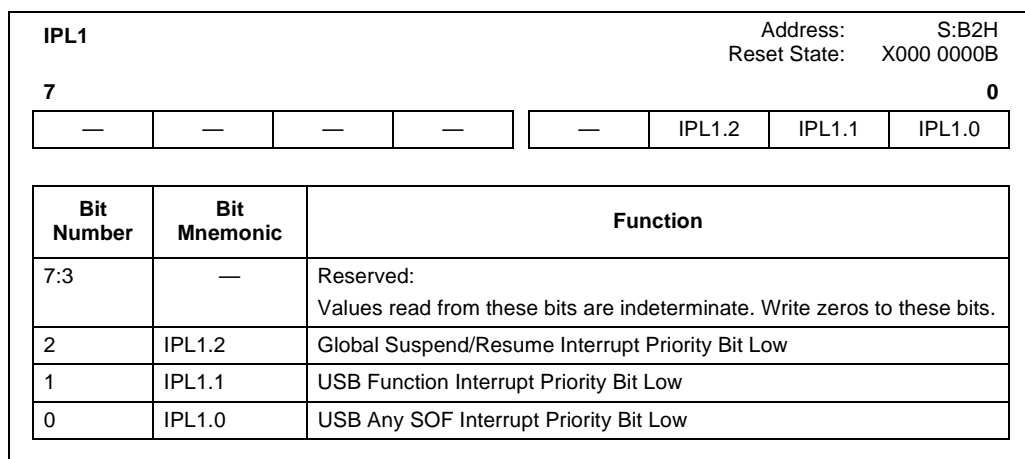 IPL1 Address: S:B2H
Reset State: X000 0000B
7 0
— — — — — IPL1.2 IPL1.1 IPL1.0
Bit Number Bit Mnemonic Function
7:3 — Reserved:
Values read from these bits are indeterminate. Write zeros to these bits.
2 IPL1.2 Global Suspend/Resume Interrupt Priority Bit Low
1 IPL1.1 USB Function Interrupt Priority Bit Low
0 IPL1.0 USB Any SOF Interrupt Priority Bit Low